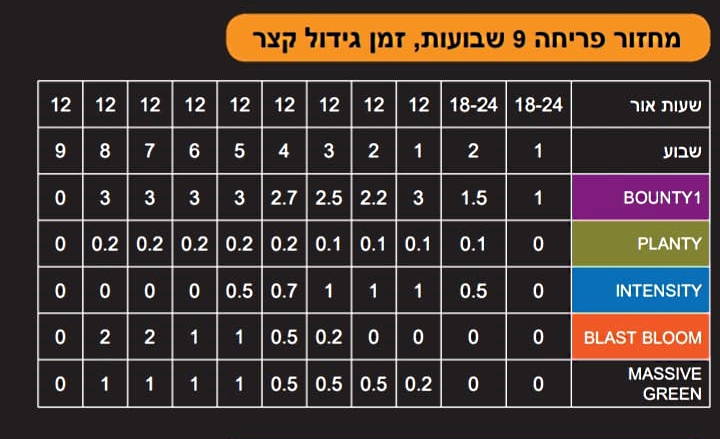 מחזור פריחה 9 שבועות, זמן גידול קצר
שעות אור 18-24 18-24 12 12 12 12 12 12 12 12 12
שבוע 1 2 1 2 3 4 5 6 7 8 9
BOUNTY1 1 1.5 3 2.2 2.5 2.7 3 3 3 3 0
PLANTY 0 0.1 0.1 0.1 0.1 0.2 0.2 0.2 0.2 0.2 0
INTENSITY 0 0.5 1 1 1 0.7 0.5 0 0 0 0
BLAST BLOOM 0 0 0 0 0.2 0.5 1 1 2 2 0
MASSIVE
GREEN 0 0 0.2 0.5 0.5 0.5 1 1 1 1 0